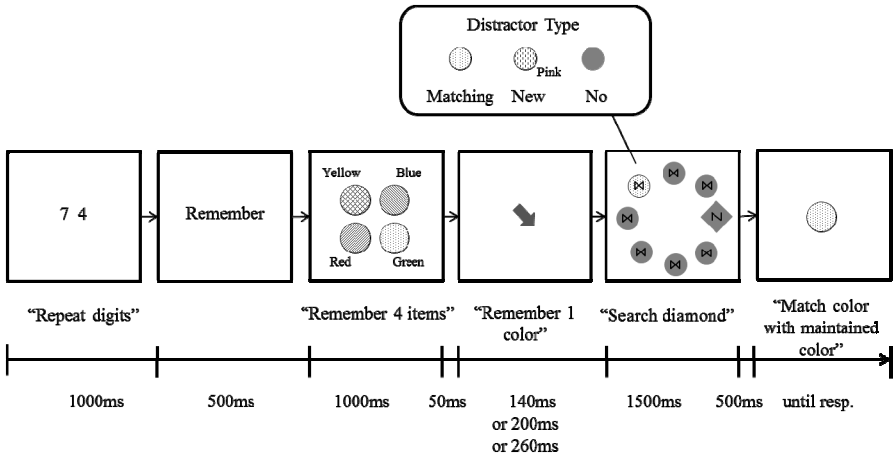 Distractor Type
Pink
Matching New No
7 4
Remember
Yellow Blue
Red Green
Z
“Repeat digits”
“Remember 4 items”
“Remember 1
color”
“Search diamond”
“Match color
with maintained
color”
1000ms 500ms 1000ms 50ms 140ms 1500ms 500ms until resp.
or 200ms
or 260ms